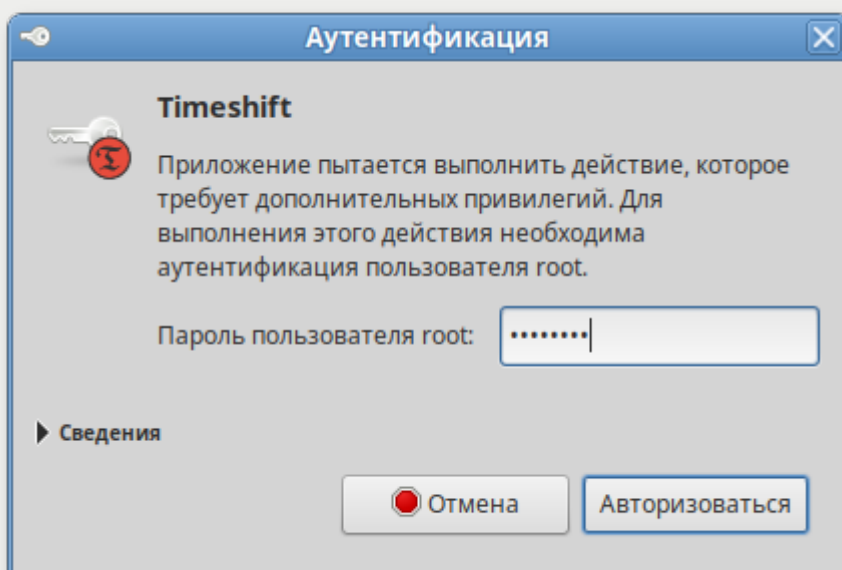 Аутентификация
Timeshift
Приложение пытается выполнить действие, которое
требует дополнительных привилегий. Для
выполнения этого действия необходима
аутентификация пользователя root.
Пароль пользователя root: ••••••••
Сведения
Отмена Авторизоваться